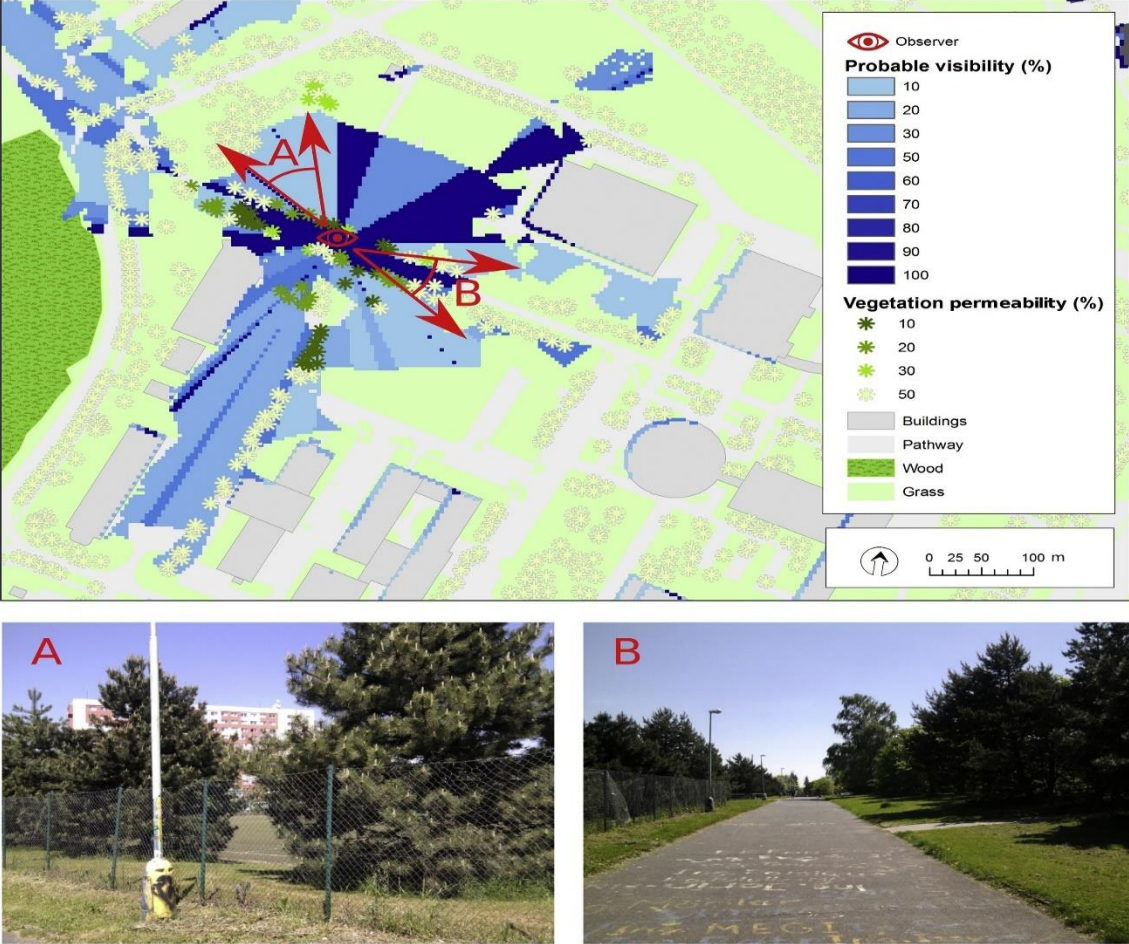 Observer
Probable visibility (%)
10
20
30
50
60
70
80
90
100
Vegetation permeability (%)
10
20
30
50
Buildings
Pathway
Wood
Grass
0 25 50 100 m
A
B
A
B
MEGI